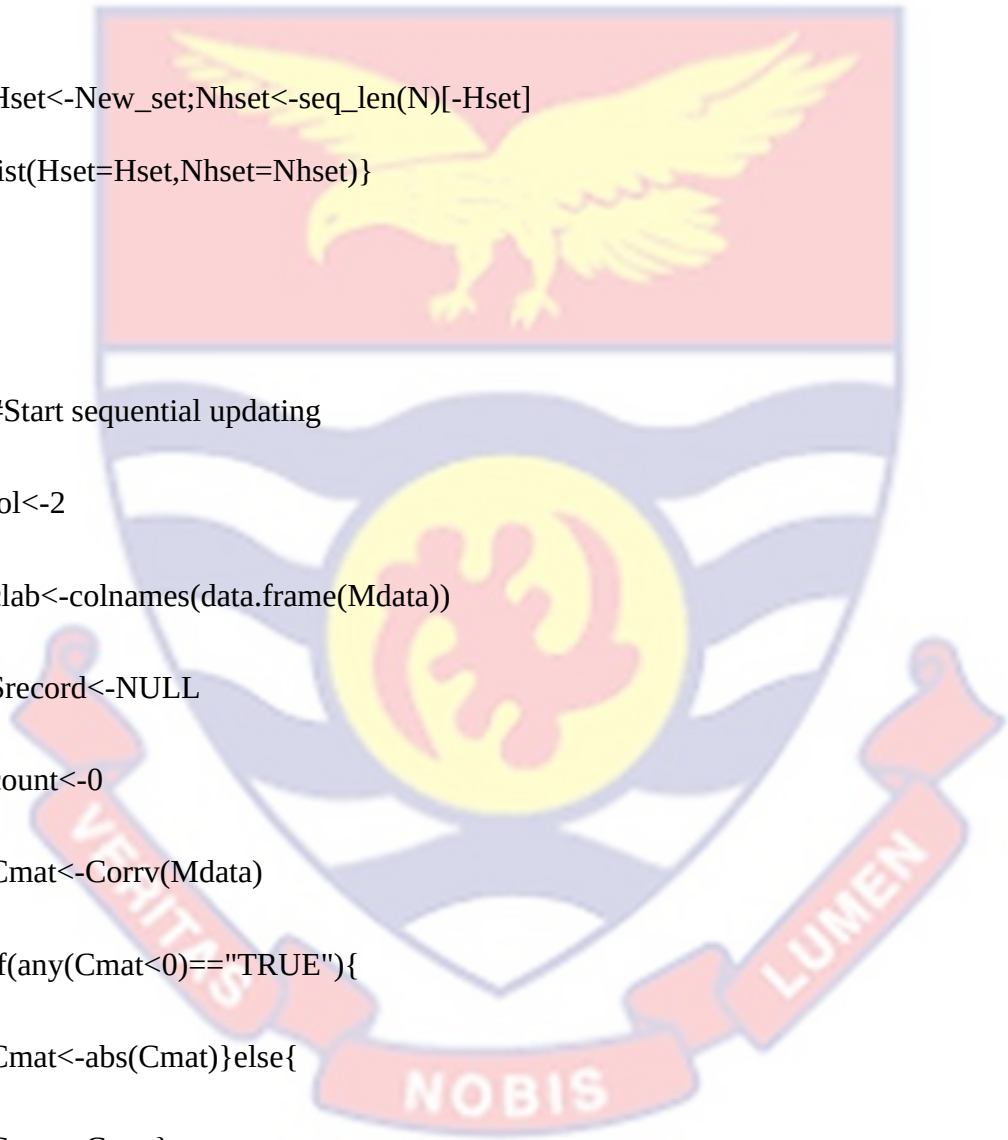 Hset<-New_set;Nhset<-seq_len(N)[-Hset]
ist(Hset=Hset,Nhset=Nhset)}
#Start sequential updating
ol<-2
lab<-colnames(data.frame(Mdata))
Srecord<-NULL
count<-0
Cmat<-Corrv(Mdata)
f(any(Cmat<0)=="TRUE"){
Cmat<-abs(Cmat)}else{
VERITAS
NOBIS
LUMEN